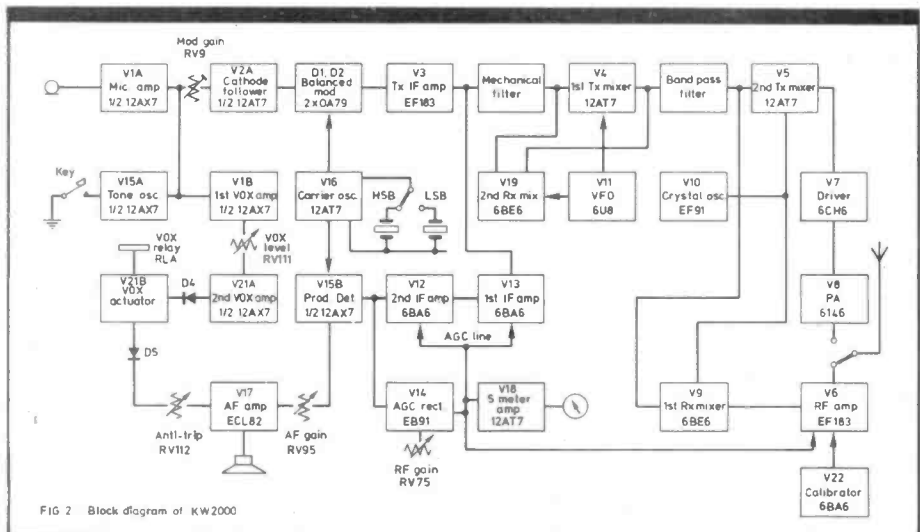 Mod gain
RV9
V1A
Mic. amp
1/2 12AX7
V2A
Cathode
follower
1/2 12AT7
D1, D2
Balanced
mod
2×OA79
V3
Tx IF amp
EF183
Mechanical
filter
V4
1st Tx mixer
12AT7
Band pass
filter
V5
2nd Tx mixer
12AT7
Key
V15A
Tone osc
1/2 12AX7
V1B
1st VOX amp
1/2 12AX7
V16
Carrier osc.
12AT7
HSB
LSB
V19
2nd Rx mix
6BE6
V11
VFO
6U8
V10
Crystal osc.
EF91
V7
Driver
6CH6
VOX
relay
RLA
VOX
level
RV111
V21B
VOX
actuator
D4
V21A
2nd VOX amp
1/2 12AX7
V15B
Prod. Det
1/2 12AX7
V12
2nd IF amp
6BA6
V13
1st IF amp
6BA6
V8
PA
6146
AGC line
D5
V17
AF amp
ECL82
V14
AGC rect.
EB91
V18
S meter
amp
12AT7
V9
1st Rx mixer
6BE6
V6
RF amp
EF183
Anti-trip
RV112
AF gain
RV95
RF gain
RV75
V22
Calibrator
6BA6
FIG 2 Block diagram of KW2000